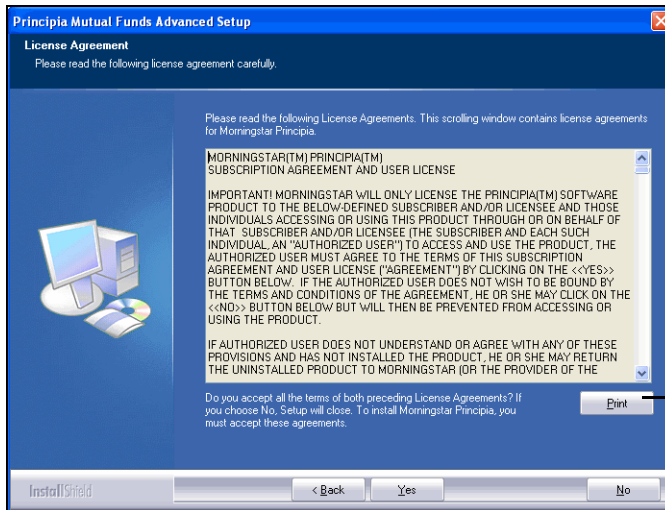 Principia Mutual Funds Advanced Setup
License Agreement
Please read the following license agreement carefully.
Please read the following License Agreements. This scrolling window contains license agreements
for Morningstar Principia.
MORNINGSTAR(TM) PRINCIPIA(TM)
SUBSCRIPTION AGREEMENT AND USER LICENSE
IMPORTANT! MORNINGSTAR WILL ONLY LICENSE THE PRINCIPIA(TM) SOFTWARE
PRODUCT TO THE BELOW-DEFINED SUBSCRIBER AND/OR LICENSEE AND THOSE
INDIVIDUALS ACCESSING OR USING THIS PRODUCT THROUGH OR ON BEHALF OF
THAT SUBSCRIBER AND/OR LICENSEE (THE SUBSCRIBER AND EACH SUCH
INDIVIDUAL, AN "AUTHORIZED USER") TO ACCESS AND USE THE PRODUCT, THE
AUTHORIZED USER MUST AGREE TO THE TERMS OF THIS SUBSCRIPTION
AGREEMENT AND USER LICENSE ("AGREEMENT") BY CLICKING ON THE <<YES>>
BUTTON BELOW. IF THE AUTHORIZED USER DOES NOT WISH TO BE BOUND BY
THE TERMS AND CONDITIONS OF THE AGREEMENT, HE OR SHE MAY CLICK ON THE
<<NO>> BUTTON BELOW BUT WILL THEN BE PREVENTED FROM ACCESSING OR
USING THE PRODUCT.
IF AUTHORIZED USER DOES NOT UNDERSTAND OR AGREE WITH ANY OF THESE
PROVISIONS AND HAS NOT INSTALLED THE PRODUCT, HE OR SHE MAY RETURN
THE UNINSTALLED PRODUCT TO MORNINGSTAR (OR THE PROVIDER OF THE
Do you accept all the terms of both preceding License Agreements? If
you choose No, Setup will close. To install Morningstar Principia, you
must accept these agreements.
Print
InstallShield
< Back
Yes
No